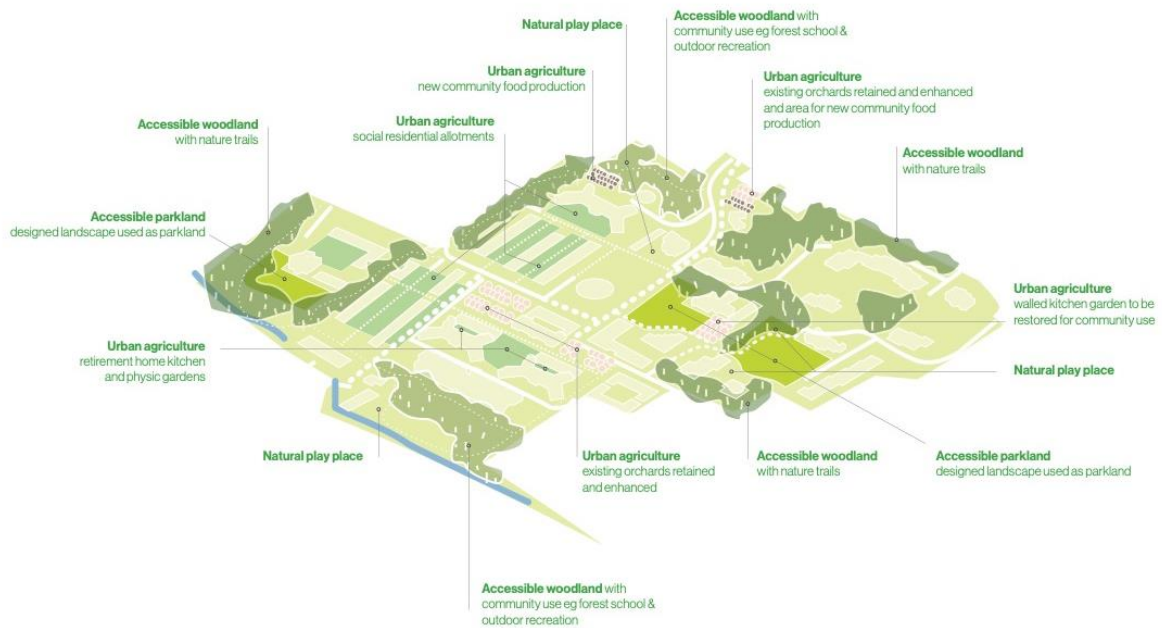 Accessible woodland with
community use eg forest school &
outdoor recreation
Natural play place
Urban agriculture
new community food production
Urban agriculture
existing orchards retained and enhanced
and area for new community food
production
Urban agriculture
social residential allotments
Accessible woodland
with nature trails
Accessible woodland
with nature trails
Accessible parkland
designed landscape used as parkland
Urban agriculture
walled kitchen garden to be
restored for community use
Urban agriculture
retirement home kitchen
and physic gardens
Natural play place
Natural play place
Urban agriculture
existing orchards retained
and enhanced
Accessible woodland
with nature trails
Accessible parkland
designed landscape used as parkland
Accessible woodland with
community use eg forest school &
outdoor recreation